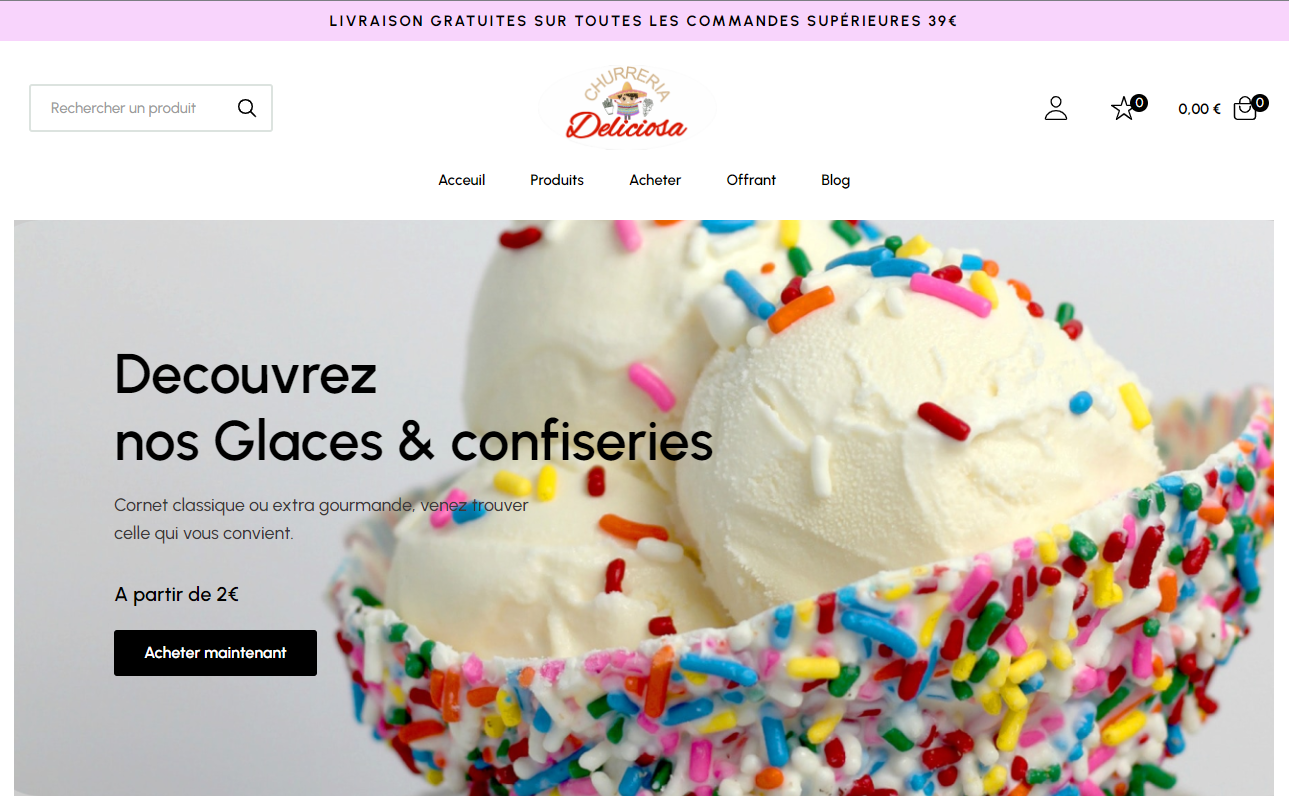 LIVRAISON GRATUITES SUR TOUTES LES COMMANDES SUPÉRIEURES 39€
Rechercher un produit
CHURRERIA
Deliciosa
0
0,00 €
0
Acceuil
Produits
Acheter
Offrant
Blog
Decouvrez
nos Glaces & confiseries
Cornet classique ou extra gourmande, venez trouver
celle qui vous convient.
A partir de 2€
Acheter maintenant